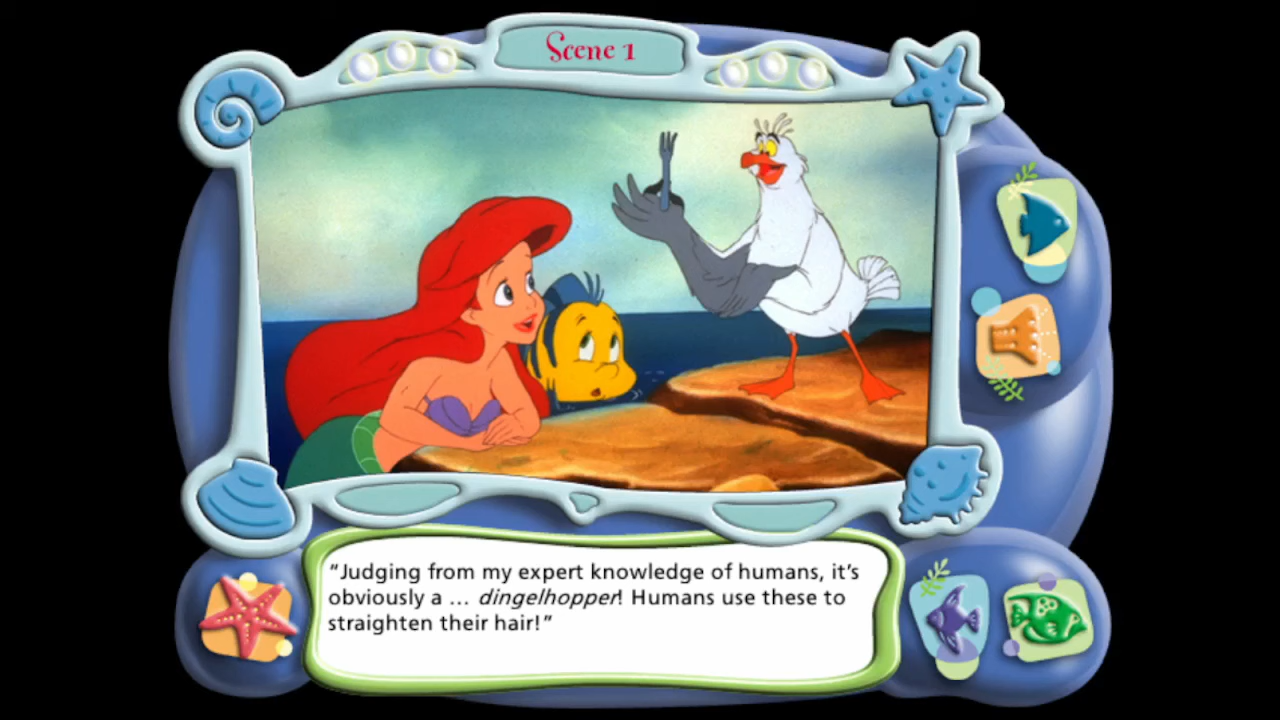 Scene 1
“Judging from my expert knowledge of humans, it’s
obviously a … dingelhopper! Humans use these to
straighten their hair!”